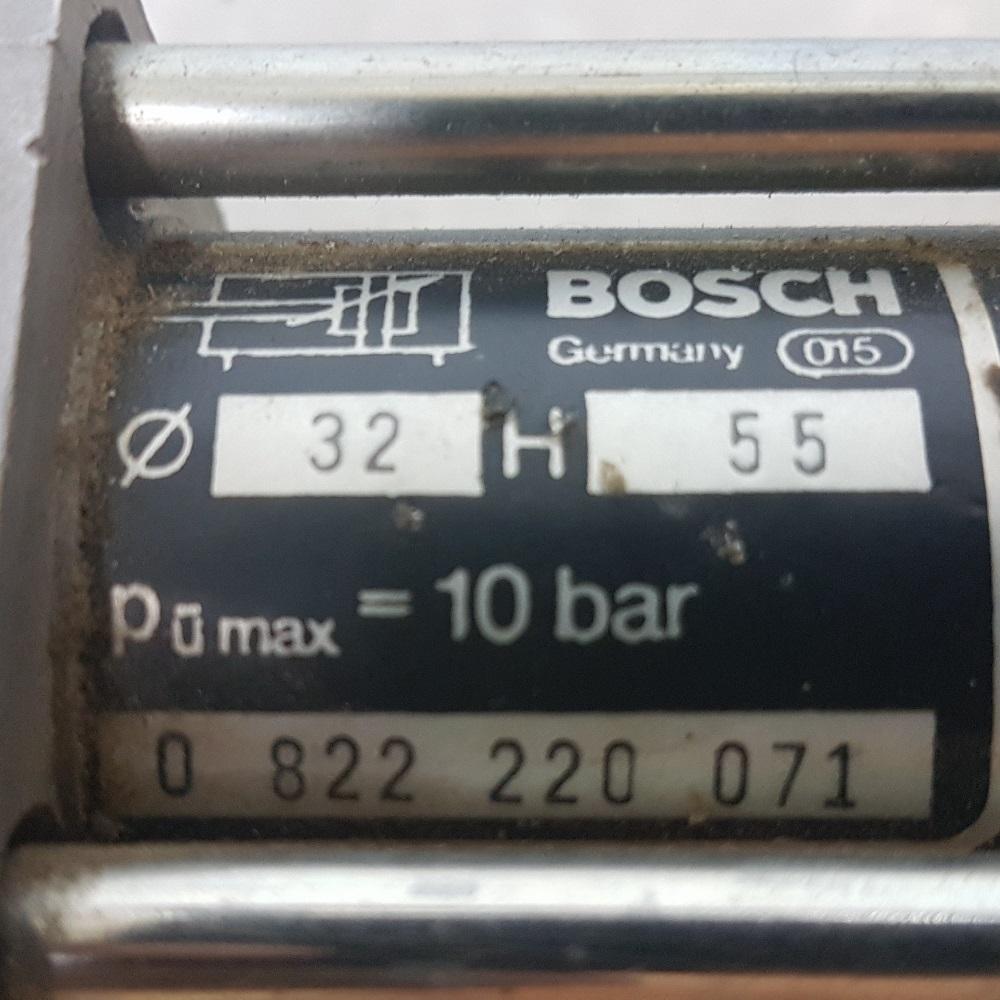 BOSCH
Germany 015
Ø 32 H 55
pü max = 10 bar
0 822 220 071